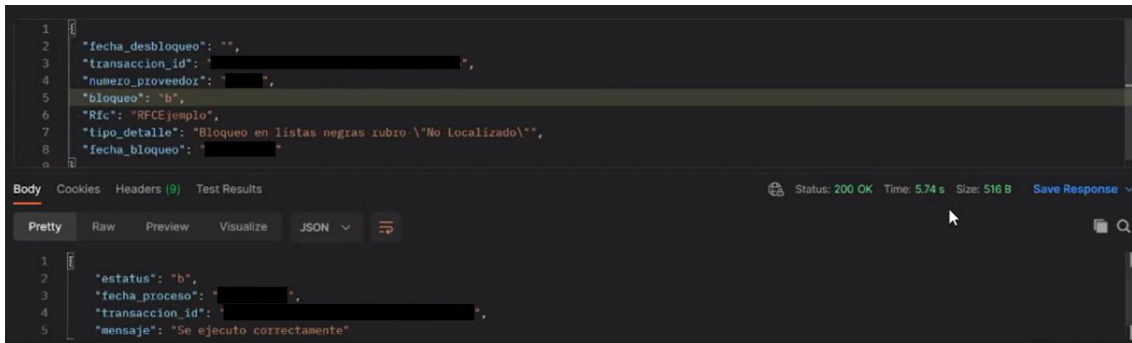 1 {
2 "fecha_desbloqueo": "",
3 "transaccion_id": " ",
4 "numero_proveedor": " ",
5 "bloqueo": "b",
6 "Rfc": "RFCEjemplo",
7 "tipo_detalle": "Bloqueo en listas negras rubro \"No Localizado\"",
8 "fecha_bloqueo": " "
9 }
Body Cookies Headers (9) Test Results Status: 200 OK Time: 5.74 s Size: 516 B Save Response
Pretty Raw Preview Visualize JSON
1 {
2 "estatus": "b",
3 "fecha_proceso": " ",
4 "transaccion_id": " ",
5 "mensaje": "Se ejecuto correctamente"